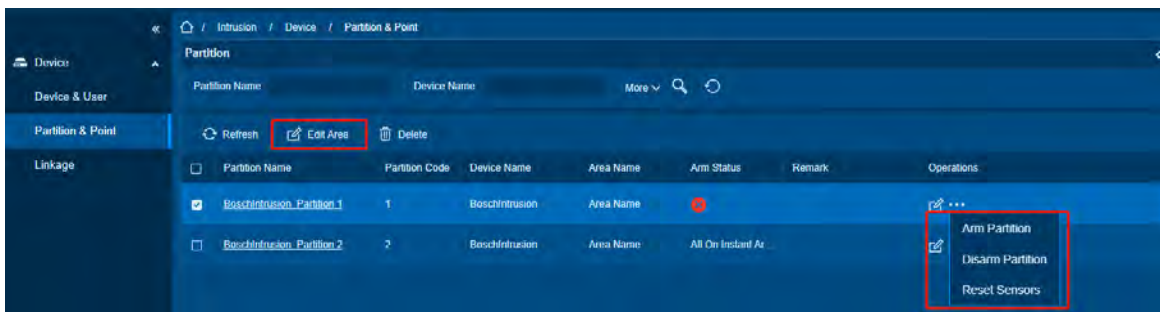 « / Intrusion / Device / Partition & Point
Device
Partition
Device & User
Partition Name
Device Name
More
Partition & Point
Refresh
Edit Area
Delete
Linkage
Partition Name Partition Code Device Name Area Name Arm Status Remark Operations
BoschIntrusion_Partition 1 1 BoschIntrusion Area Name ...
Arm Partition
BoschIntrusion_Partition 2 2 BoschIntrusion Area Name All On Instant Ar...
Disarm Partition
Reset Sensors